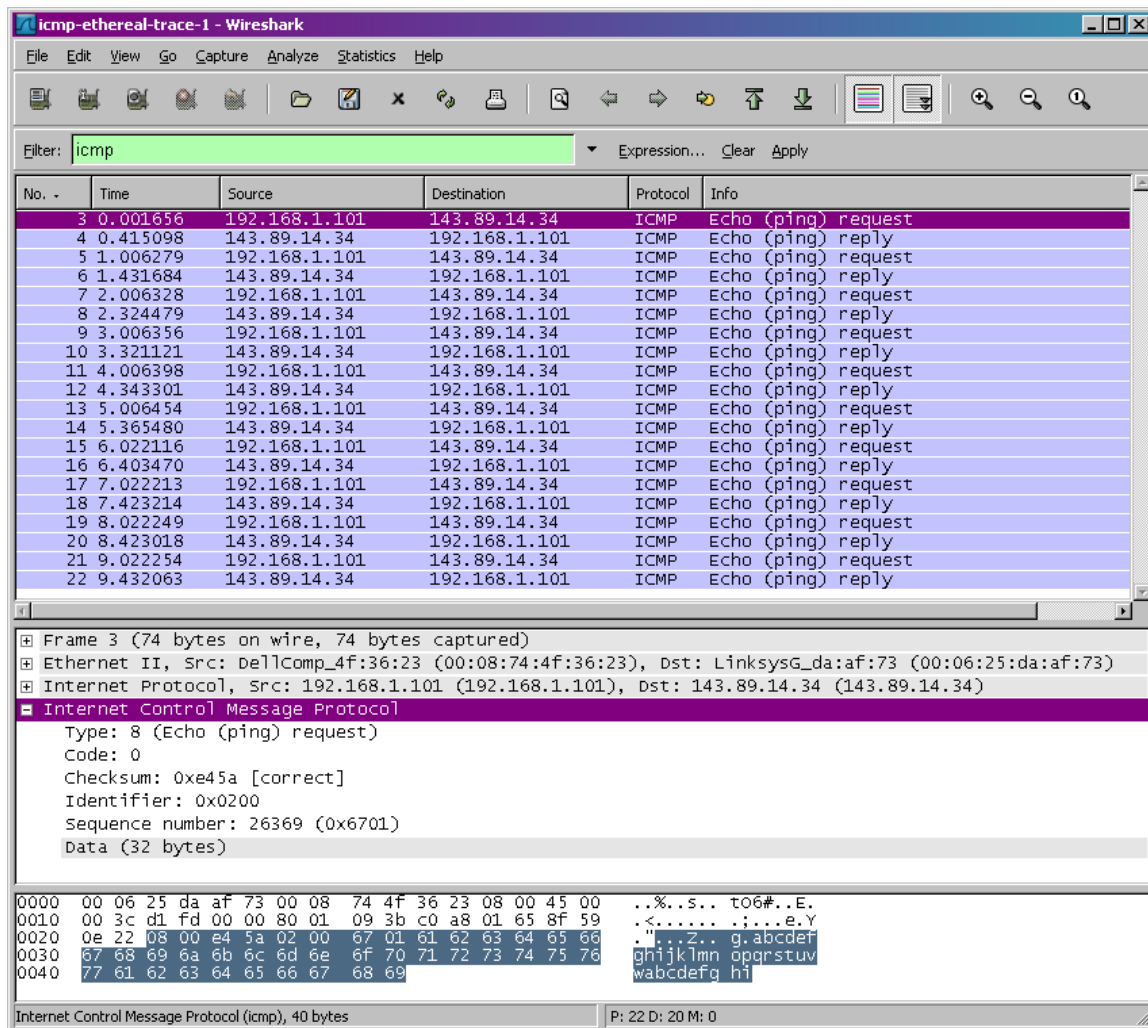 icmp-ethereal-trace-1 - Wireshark
File Edit View Go Capture Analyze Statistics Help
Filter: icmp Expression... Clear Apply
No. - Time Source Destination Protocol Info
3 0.001656 192.168.1.101 143.89.14.34 ICMP Echo (ping) request
4 0.415098 143.89.14.34 192.168.1.101 ICMP Echo (ping) reply
5 1.006279 192.168.1.101 143.89.14.34 ICMP Echo (ping) request
6 1.431684 143.89.14.34 192.168.1.101 ICMP Echo (ping) reply
7 2.006328 192.168.1.101 143.89.14.34 ICMP Echo (ping) request
8 2.324479 143.89.14.34 192.168.1.101 ICMP Echo (ping) reply
9 3.006356 192.168.1.101 143.89.14.34 ICMP Echo (ping) request
10 3.321121 143.89.14.34 192.168.1.101 ICMP Echo (ping) reply
11 4.006398 192.168.1.101 143.89.14.34 ICMP Echo (ping) request
12 4.343301 143.89.14.34 192.168.1.101 ICMP Echo (ping) reply
13 5.006454 192.168.1.101 143.89.14.34 ICMP Echo (ping) request
14 5.365480 143.89.14.34 192.168.1.101 ICMP Echo (ping) reply
15 6.022116 192.168.1.101 143.89.14.34 ICMP Echo (ping) request
16 6.403470 143.89.14.34 192.168.1.101 ICMP Echo (ping) reply
17 7.022213 192.168.1.101 143.89.14.34 ICMP Echo (ping) request
18 7.423214 143.89.14.34 192.168.1.101 ICMP Echo (ping) reply
19 8.022249 192.168.1.101 143.89.14.34 ICMP Echo (ping) request
20 8.423018 143.89.14.34 192.168.1.101 ICMP Echo (ping) reply
21 9.022254 192.168.1.101 143.89.14.34 ICMP Echo (ping) request
22 9.432063 143.89.14.34 192.168.1.101 ICMP Echo (ping) reply
Frame 3 (74 bytes on wire, 74 bytes captured)
Ethernet II, Src: DellComp_4f:36:23 (00:08:74:4f:36:23), Dst: LinksysG_da:af:73 (00:06:25:da:af:73)
Internet Protocol, Src: 192.168.1.101 (192.168.1.101), Dst: 143.89.14.34 (143.89.14.34)
Internet Control Message Protocol
Type: 8 (Echo (ping) request)
Code: 0
Checksum: 0xe45a [correct]
Identifier: 0x0200
Sequence number: 26369 (0x6701)
Data (32 bytes)
0000 00 06 25 da af 73 00 08 74 4f 36 23 08 00 45 00 ..%..s.. tO6#..E.
0010 00 3c d1 fd 00 00 80 01 09 3b c0 a8 01 65 8f 59 .<...... .;...e.Y
0020 0e 22 08 00 e4 5a 02 00 67 01 61 62 63 64 65 66 ."...Z.. g.abcdef
0030 67 68 69 6a 6b 6c 6d 6e 6f 70 71 72 73 74 75 76 ghijklmn opqrstuv
0040 77 61 62 63 64 65 66 67 68 69 wabcdefg hi
Internet Control Message Protocol (icmp), 40 bytes P: 22 D: 20 M: 0